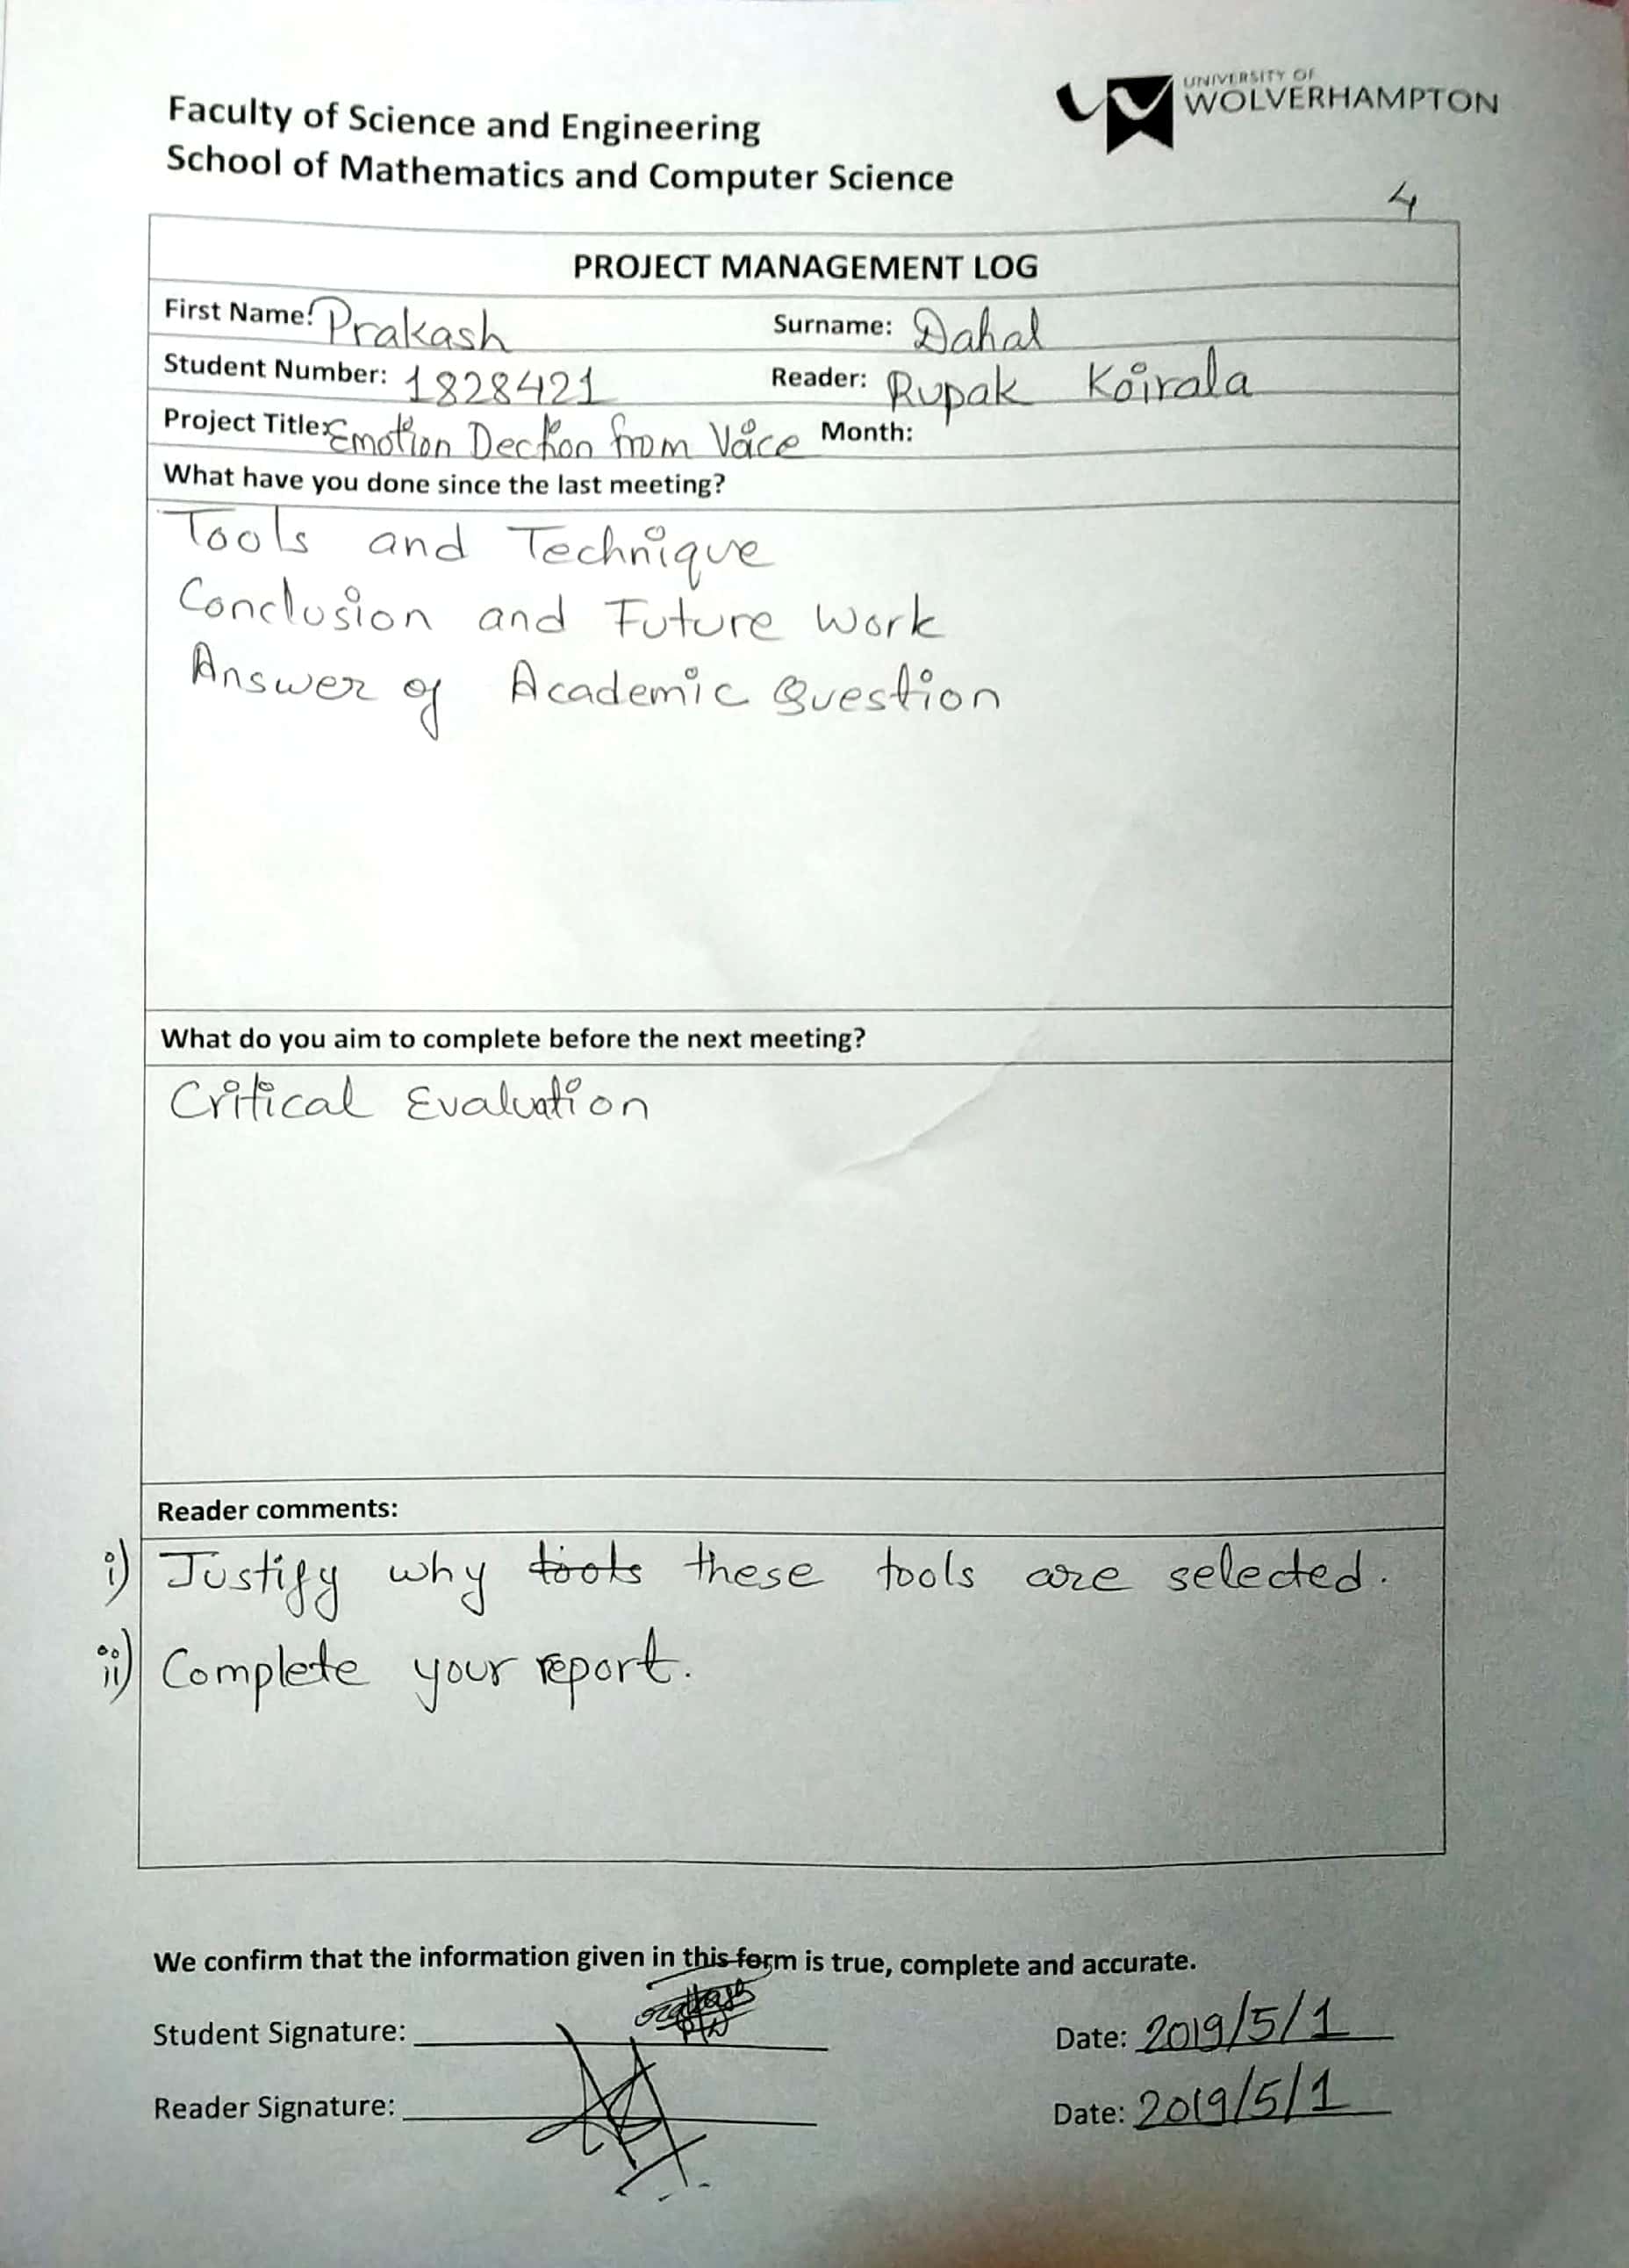 UNIVERSITY OF
WOLVERHAMPTON
Faculty of Science and Engineering
School of Mathematics and Computer Science
4
PROJECT MANAGEMENT LOG
First Name: Prakash Surname: Dahal
Student Number: 1828421 Reader: Rupak Koirala
Project Title: Emotion Dection from Voice Month:
What have you done since the last meeting?
Tools and Technique
Conclusion and Future Work
Answer of Academic Question
What do you aim to complete before the next meeting?
Critical Evaluation
Reader comments:
i) Justify why tools these tools are selected.
ii) Complete your report.
We confirm that the information given in this form is true, complete and accurate.
Student Signature: Date: 2019/5/1
Reader Signature: Date: 2019/5/1